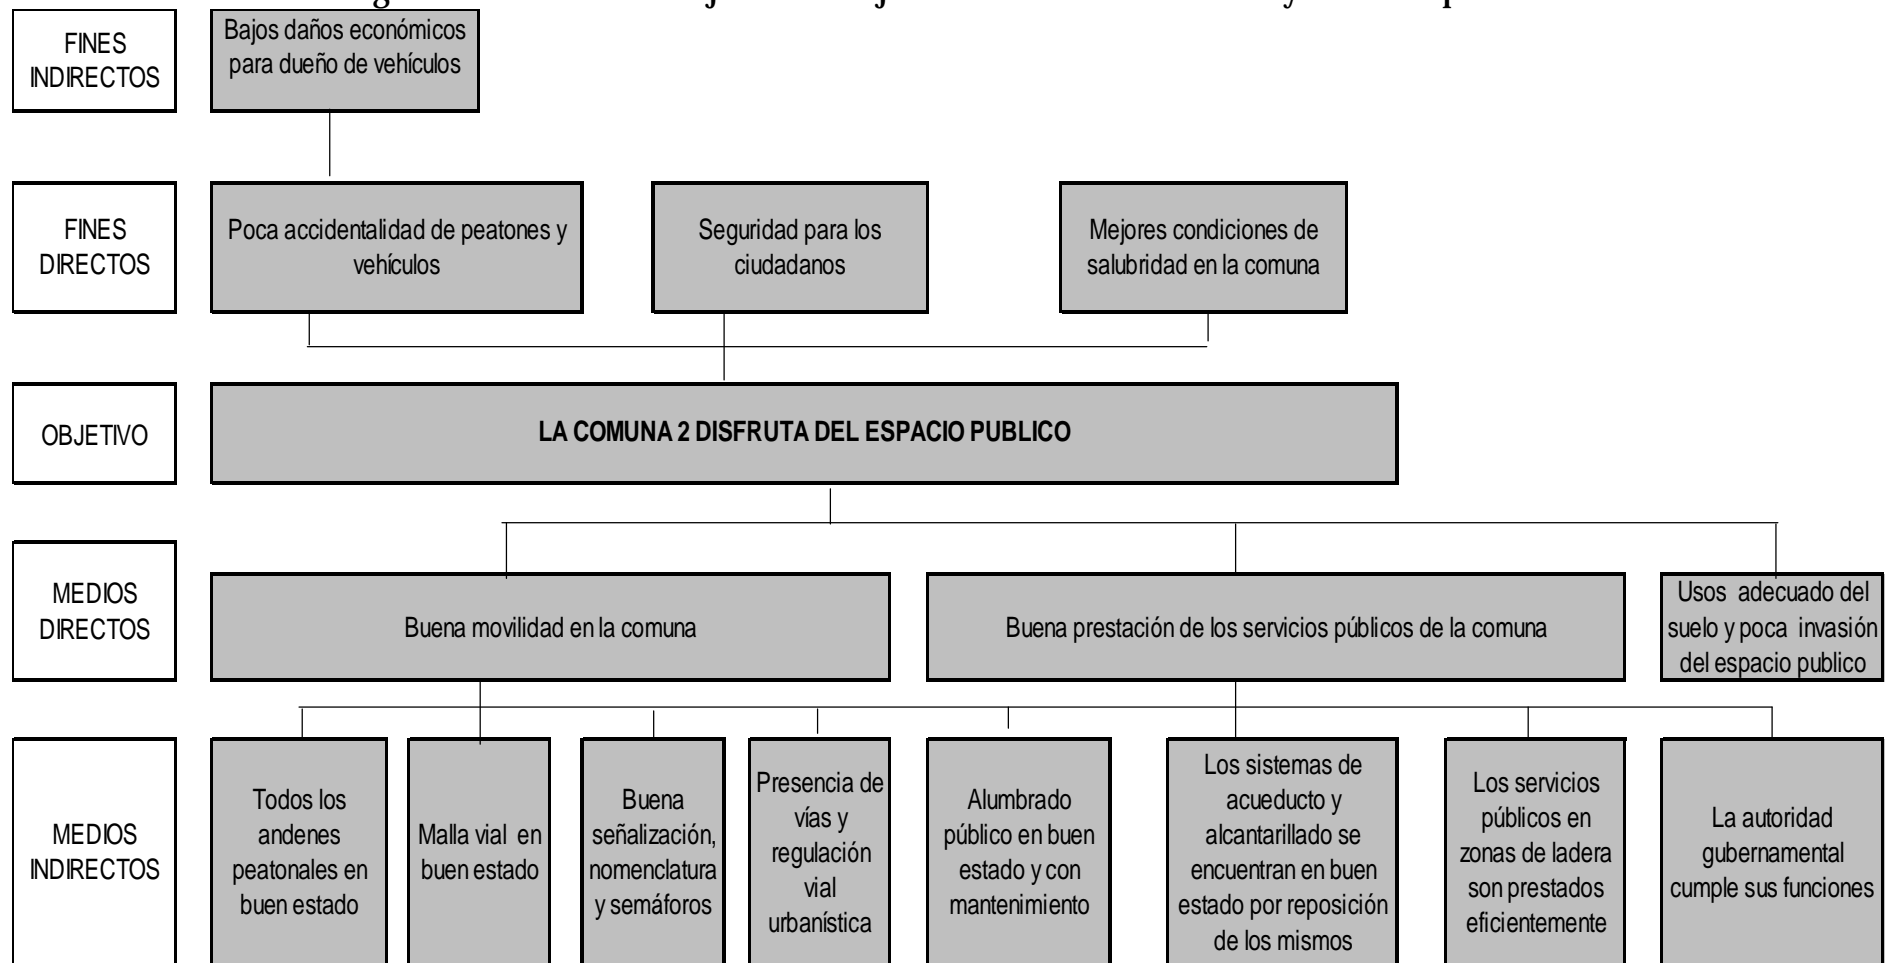 FINES
INDIRECTOS
Bajos daños económicos
para dueño de vehículos
FINES
DIRECTOS
Poca accidentalidad de peatones y
vehículos
Seguridad para los
ciudadanos
Mejores condiciones de
salubridad en la comuna
OBJETIVO
LA COMUNA 2 DISFRUTA DEL ESPACIO PUBLICO
MEDIOS
DIRECTOS
Buena movilidad en la comuna
Buena prestación de los servicios públicos de la comuna
Usos adecuado del
suelo y poca invasión
del espacio publico
MEDIOS
INDIRECTOS
Todos los
andenes
peatonales en
buen estado
Malla vial en
buen estado
Buena
señalización,
nomenclatura
y semáforos
Presencia de
vías y
regulación
vial
urbanística
Alumbrado
público en buen
estado y con
mantenimiento
Los sistemas de
acueducto y
alcantarillado se
encuentran en buen
estado por reposición
de los mismos
Los servicios
públicos en
zonas de ladera
son prestados
eficientemente
La autoridad
gubernamental
cumple sus funciones